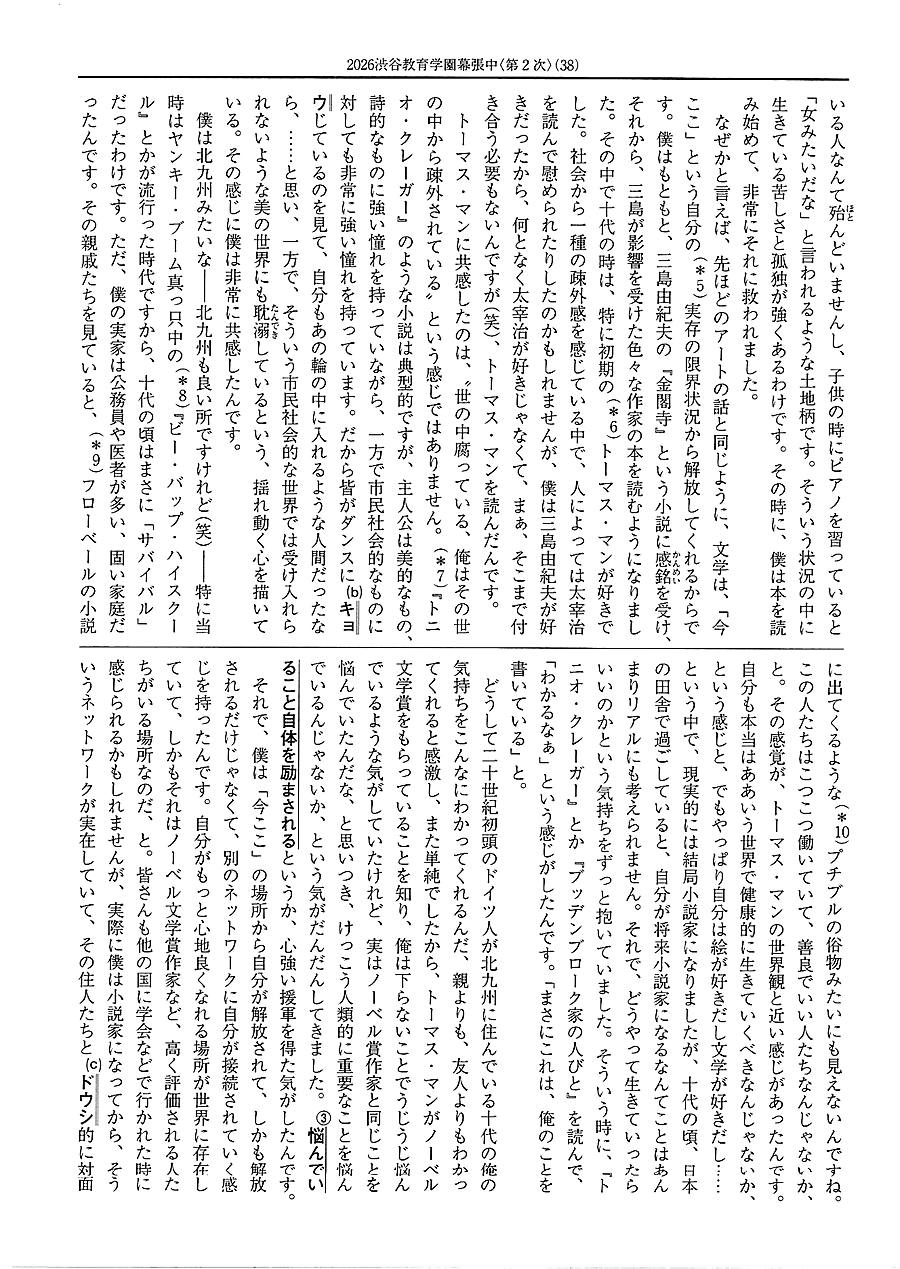 2026渋谷教育学園幕張中〈第2次〉(38)
いる人なんて殆んどいませんし、子供の時にピアノを習っていると
「女みたいだな」と言われるような土地柄です。そういう状況の中に
生きている苦しさと孤独が強くあるわけです。その時に、僕は本を読
み始めて、非常にそれに救われました。
なぜかと言えば、先ほどのアートの話と同じように、文学は、「今
ここ」という自分の(*5)実存の限界状況から解放してくれるからで
す。僕はもともと、三島由紀夫の『金閣寺』という小説に感銘を受け、
それから、三島が影響を受けた色々な作家の本を読むようになりまし
た。その中で十代の時は、特に初期の(*6)トーマス・マンが好きで
した。社会から一種の疎外感を感じている中で、人によっては太宰治
を読んで慰められたりしたのかもしれませんが、僕は三島由紀夫が好
きだったから、何となく太宰治が好きじゃなくて、まぁ、そこまで付
き合う必要もないんですが(笑)、トーマス・マンを読んだんです。
トーマス・マンに共感したのは、〝世の中腐っている、俺はその世
の中から疎外されている〟という感じではありません。(*7)『トニ
オ・クレーガー』のような小説は典型的ですが、主人公は美的なもの、
詩的なものに強い憧れを持っていながら、一方で市民社会的なものに
対しても非常に強い憧れを持っています。だから皆がダンスに(b)キョ
ウじているのを見て、自分もあの輪の中に入れるような人間だったな
ら、……と思い、一方で、そういう市民社会的な世界では受け入れら
れないような美の世界にも耽溺しているという、揺れ動く心を描いて
いる。その感じに僕は非常に共感したんです。
僕は北九州みたいな――北九州も良い所ですけれど(笑)――特に当
時はヤンキー・ブーム真っ只中の(*8)『ビー・バップ・ハイスクー
ル』とかが流行った時代ですから、十代の頃はまさに「サバイバル」
だったわけです。ただ、僕の実家は公務員や医者が多い、固い家庭だ
ったんです。その親戚たちを見ていると、(*9)フローベールの小説
に出てくるような(*10)プチブルの俗物みたいにも見えないんですね。
この人たちはこつこつ働いていて、善良でいい人たちなんじゃないか、
と。その感覚が、トーマス・マンの世界観と近い感じがあったんです。
自分も本当はああいう世界で健康的に生きていくべきなんじゃないか、
という感じと、でもやっぱり自分は絵が好きだし文学が好きだし……
という中で、現実的には結局小説家になりましたが、十代の頃、日本
の田舎で過ごしていると、自分が将来小説家になるなんてことはあん
まりリアルにも考えられません。それで、どうやって生きていったら
いいのかという気持ちをずっと抱いていました。そういう時に、『ト
ニオ・クレーガー』とか『ブッデンブローク家の人びと』を読んで、
「わかるなぁ」という感じがしたんです。「まさにこれは、俺のことを
書いている」と。
どうして二十世紀初頭のドイツ人が北九州に住んでいる十代の俺の
気持ちをこんなにわかってくれるんだ、親よりも、友人よりもわかっ
てくれると感激し、また単純でしたから、トーマス・マンがノーベル
文学賞をもらっていることを知り、俺は下らないことでうじうじ悩ん
でいるような気がしていたけれど、実はノーベル賞作家と同じことを
悩んでいたんだな、と思いつき、けっこう人類的に重要なことを悩ん
でいるんじゃないか、という気がだんだんしてきました。③悩んでい
ること自体を励まされるというか、心強い援軍を得た気がしたんです。
それで、僕は「今ここ」の場所から自分が解放されて、しかも解放
されるだけじゃなくて、別のネットワークに自分が接続されていく感
じを持ったんです。自分がもっと心地良くなれる場所が世界に存在し
ていて、しかもそれはノーベル文学賞作家など、高く評価される人た
ちがいる場所なのだ、と。皆さんも他の国に学会などで行かれた時に
感じられるかもしれませんが、実際に僕は小説家になってから、そう
いうネットワークが実在していて、その住人たちと(c)ドウシ的に対面